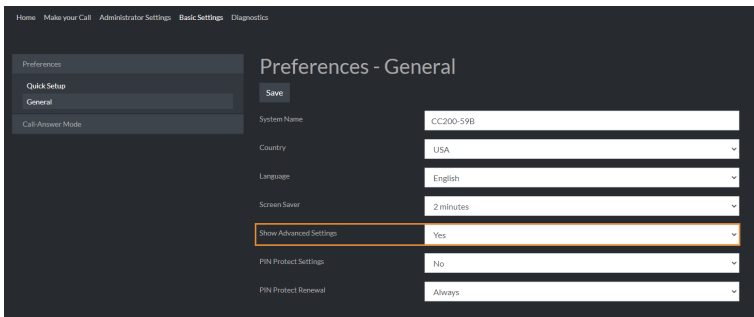 Home Make your Call Administrator Settings Basic Settings Diagnostics
Preferences
Quick Setup
General
Call-Answer Mode
Preferences - General
Save
System Name CC200-59B
Country USA
Language English
Screen Saver 2 minutes
Show Advanced Settings Yes
PIN Protect Settings No
PIN Protect Renewal Always